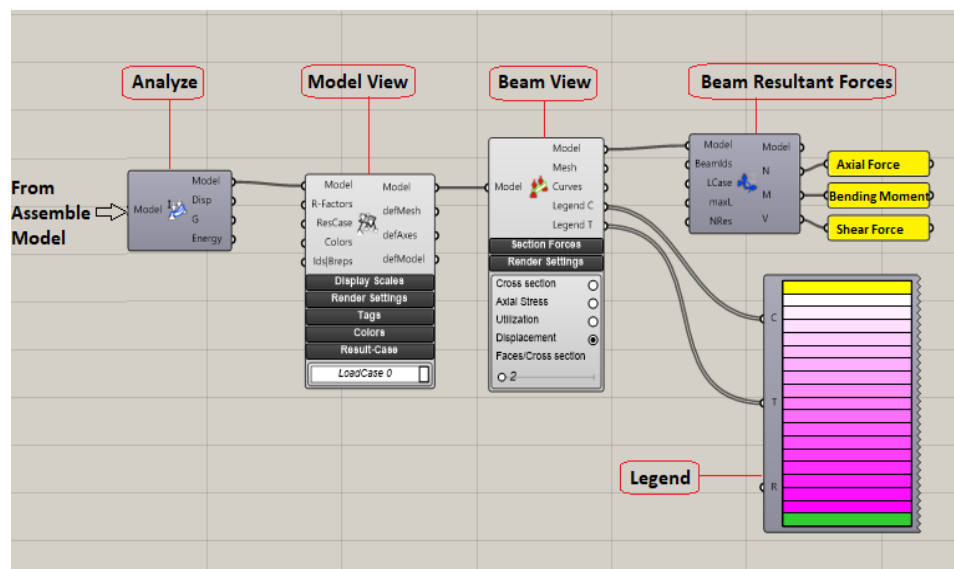 Analyze
Model View
Beam View
Beam Resultant Forces
From
Assemble
Model
Model
Model
Disp
G
Energy
Model
R-Factors
ResCase
Colors
Ids|Breps
Model
defMesh
defAxes
defModel
Display Scales
Render Settings
Tags
Colors
Result-Case
LoadCase 0
Model
Model
Mesh
Curves
Legend C
Legend T
Section Forces
Render Settings
Cross section
Axial Stress
Utilization
Displacement
Faces/Cross section
2
Model
BeamIds
LCase
maxL
NRes
Model
N
M
V
Axial Force
Bending Moment
Shear Force
C
T
R
Legend